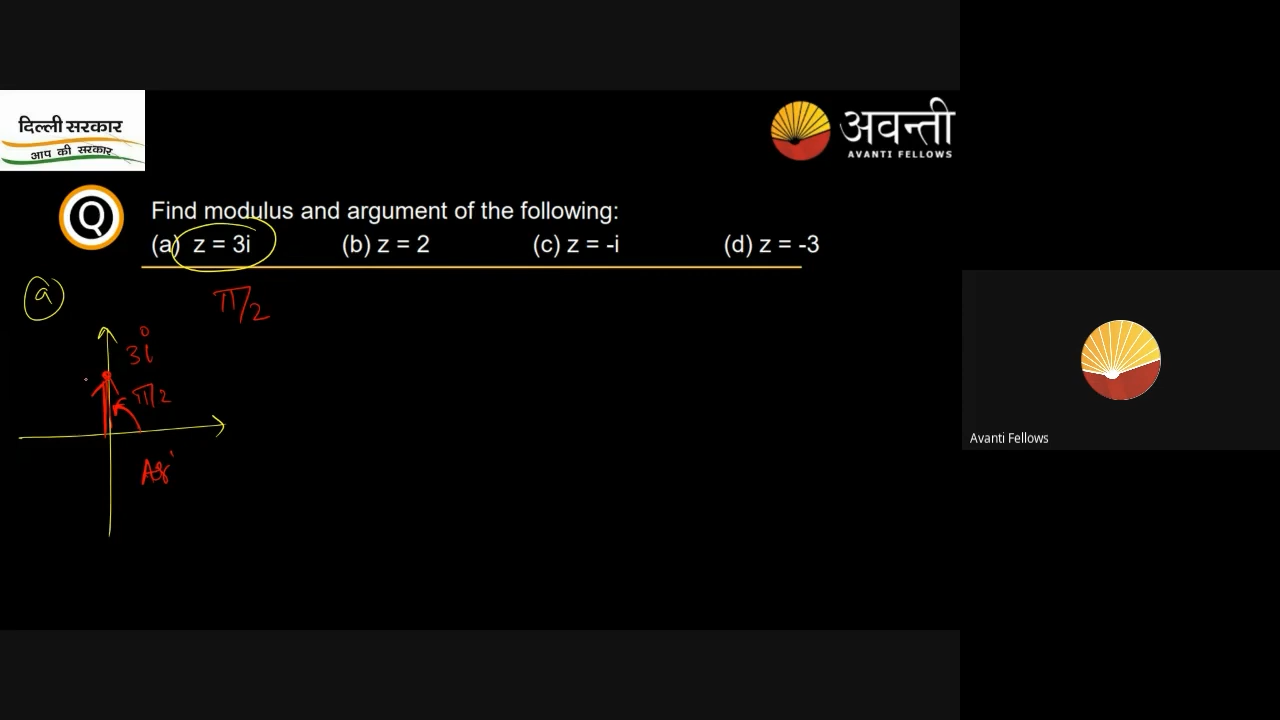 दिल्ली सरकार
आप की सरकार
अवन्ती
AVANTI FELLOWS
Q
Find modulus and argument of the following:
(a) z = 3i (b) z = 2 (c) z = -i (d) z = -3
a
π/2
3i
π/2
Avanti Fellows